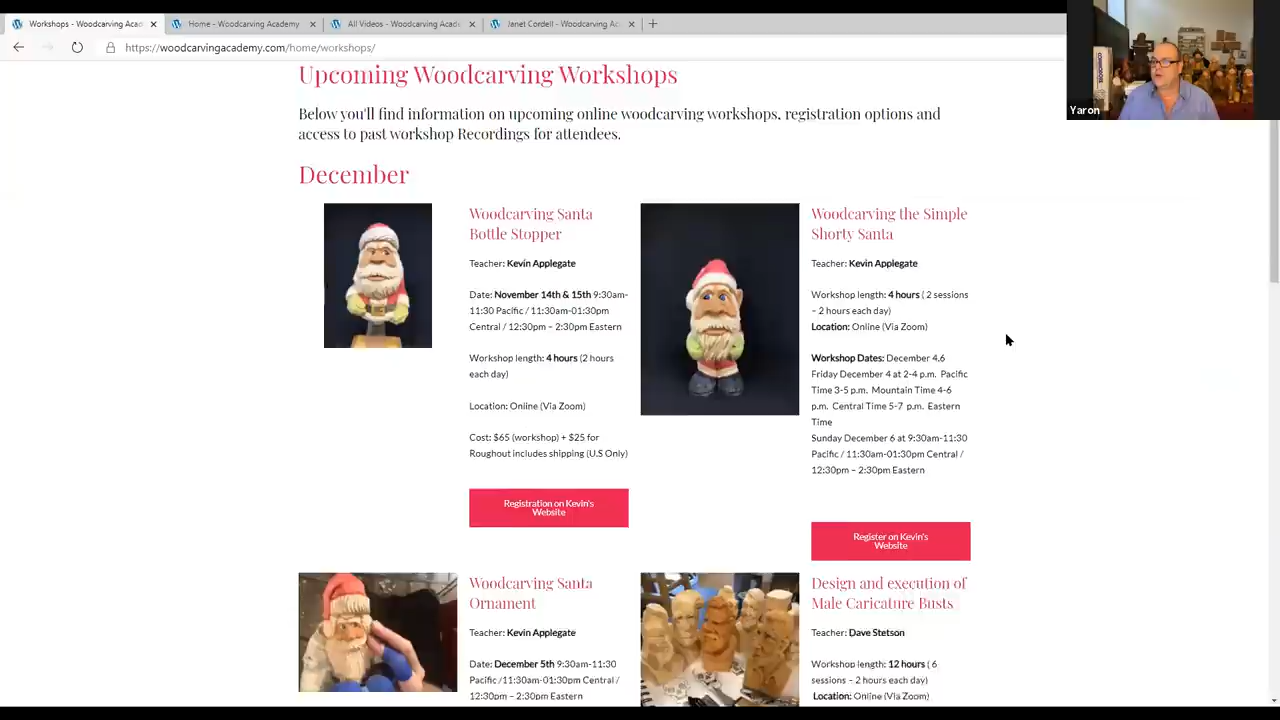 Workshops - Woodcarving Acad
Home - Woodcarving Academy
All Videos - Woodcarving Acade
Janet Cordell - Woodcarving Ac
https://woodcarvingacademy.com/home/workshops/
Yaron
Upcoming Woodcarving Workshops
Below you'll find information on upcoming online woodcarving workshops, registration options and
access to past workshop Recordings for attendees.
December
Woodcarving Santa
Bottle Stopper
Teacher: Kevin Applegate
Date: November 14th & 15th 9:30am-
11:30 Pacific / 11:30am-01:30pm
Central / 12:30pm – 2:30pm Eastern
Workshop length: 4 hours (2 hours
each day)
Location: Online (Via Zoom)
Cost: $65 (workshop) + $25 for
Roughout includes shipping (U.S Only)
Registration on Kevin's
Website
Woodcarving the Simple
Shorty Santa
Teacher: Kevin Applegate
Workshop length: 4 hours ( 2 sessions
– 2 hours each day)
Location: Online (Via Zoom)
Workshop Dates: December 4,6
Friday December 4 at 2-4 p.m. Pacific
Time 3-5 p.m. Mountain Time 4-6
p.m. Central Time 5-7 p.m. Eastern
Time
Sunday December 6 at 9:30am-11:30
Pacific / 11:30am-01:30pm Central /
12:30pm – 2:30pm Eastern
Register on Kevin's
Website
Woodcarving Santa
Ornament
Teacher: Kevin Applegate
Date: December 5th 9:30am-11:30
Pacific /11:30am-01:30pm Central /
12:30pm – 2:30pm Eastern
Design and execution of
Male Caricature Busts
Teacher: Dave Stetson
Workshop length: 12 hours ( 6
sessions – 2 hours each day)
Location: Online (Via Zoom)